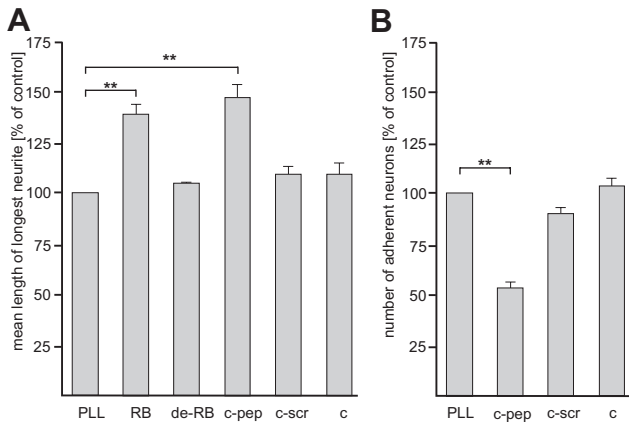 A
mean length of longest neurite [% of control]
175
150
125
100
75
50
25
**
**
PLL RB de-RB c-pep c-scr c
B
number of adherent neurons [% of control]
175
150
125
100
75
50
25
**
PLL c-pep c-scr c